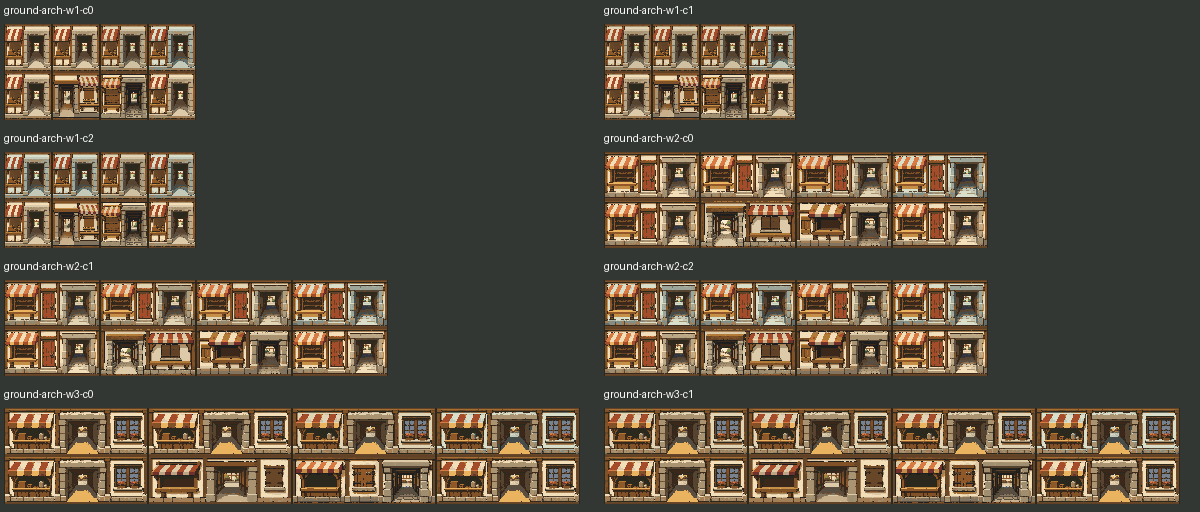 ground-arch-w1-c0
ground-arch-w1-c1
ground-arch-w1-c2
ground-arch-w2-c0
ground-arch-w2-c1
ground-arch-w2-c2
ground-arch-w3-c0
ground-arch-w3-c1